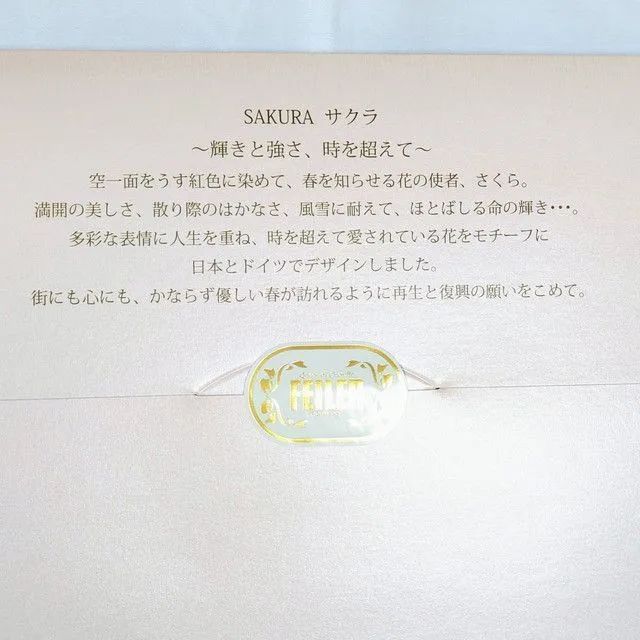 SAKURA サクラ
～輝きと強さ、時を超えて～
空一面をうす紅色に染めて、春を知らせる花の使者、さくら。
満開の美しさ、散り際のはかなさ、風雪に耐えて、ほとばしる命の輝き･･･。
多彩な表情に人生を重ね、時を超えて愛されている花をモチーフに
日本とドイツでデザインしました。
街にも心にも、かならず優しい春が訪れるように再生と復興の願いをこめて。
FEILER